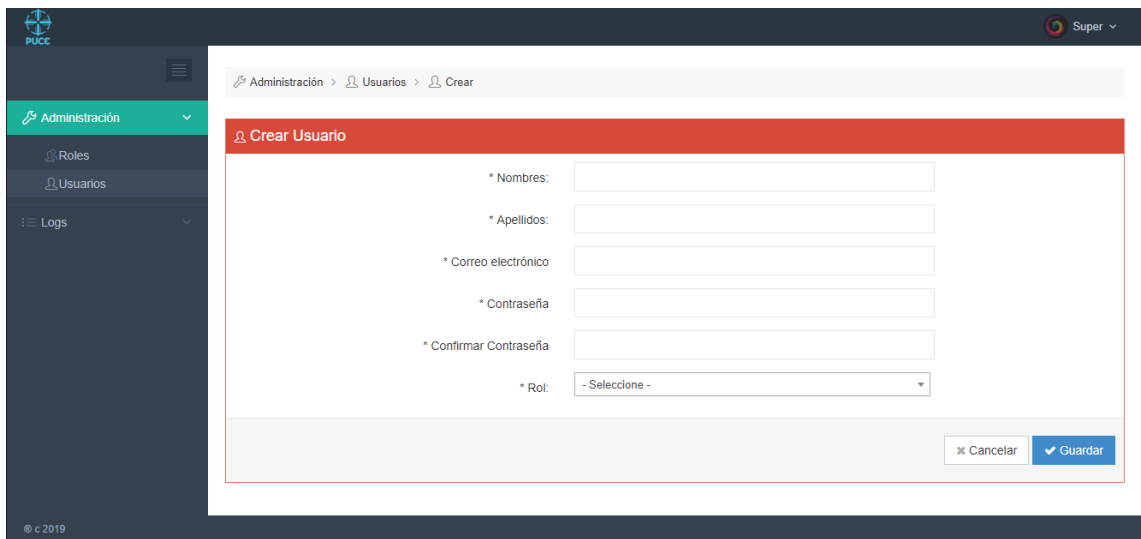 PUCC
Super
Administración > Usuarios > Crear
Administración
Roles
Usuarios
Logs
Crear Usuario
* Nombres:
* Apellidos:
* Correo electrónico
* Contraseña
* Confirmar Contraseña
* Rol:
- Seleccione -
Cancelar
Guardar
® c 2019